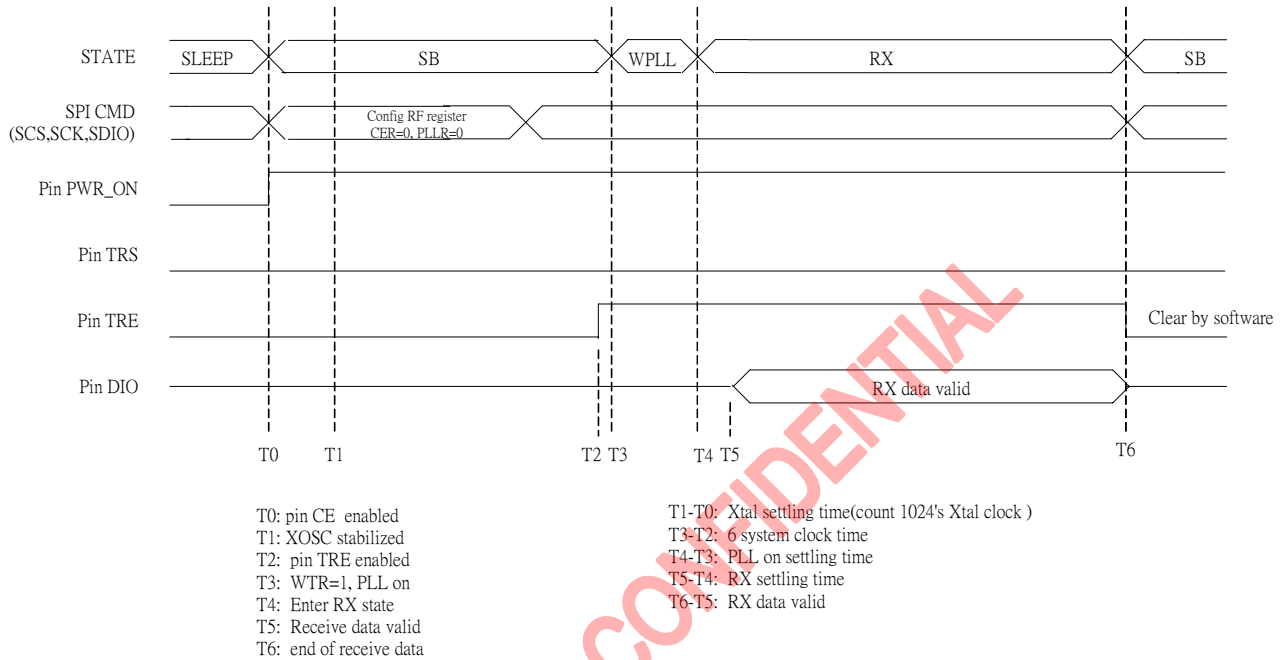 STATE
SLEEP
SB
WPLL
RX
SB
SPI CMD
(SCS,SCK,SDIO)
Config RF register
CER=0, PLLR=0
Pin PWR_ON
Pin TRS
Pin TRE
Clear by software
Pin DIO
RX data valid
T0
T1
T2
T3
T4
T5
T6
T0: pin CE enabled
T1: XOSC stabilized
T2: pin TRE enabled
T3: WTR=1, PLL on
T4: Enter RX state
T5: Receive data valid
T6: end of receive data
T1-T0: Xtal settling time(count 1024's Xtal clock )
T3-T2: 6 system clock time
T4-T3: PLL on settling time
T5-T4: RX settling time
T6-T5: RX data valid
CONFIDENTIAL